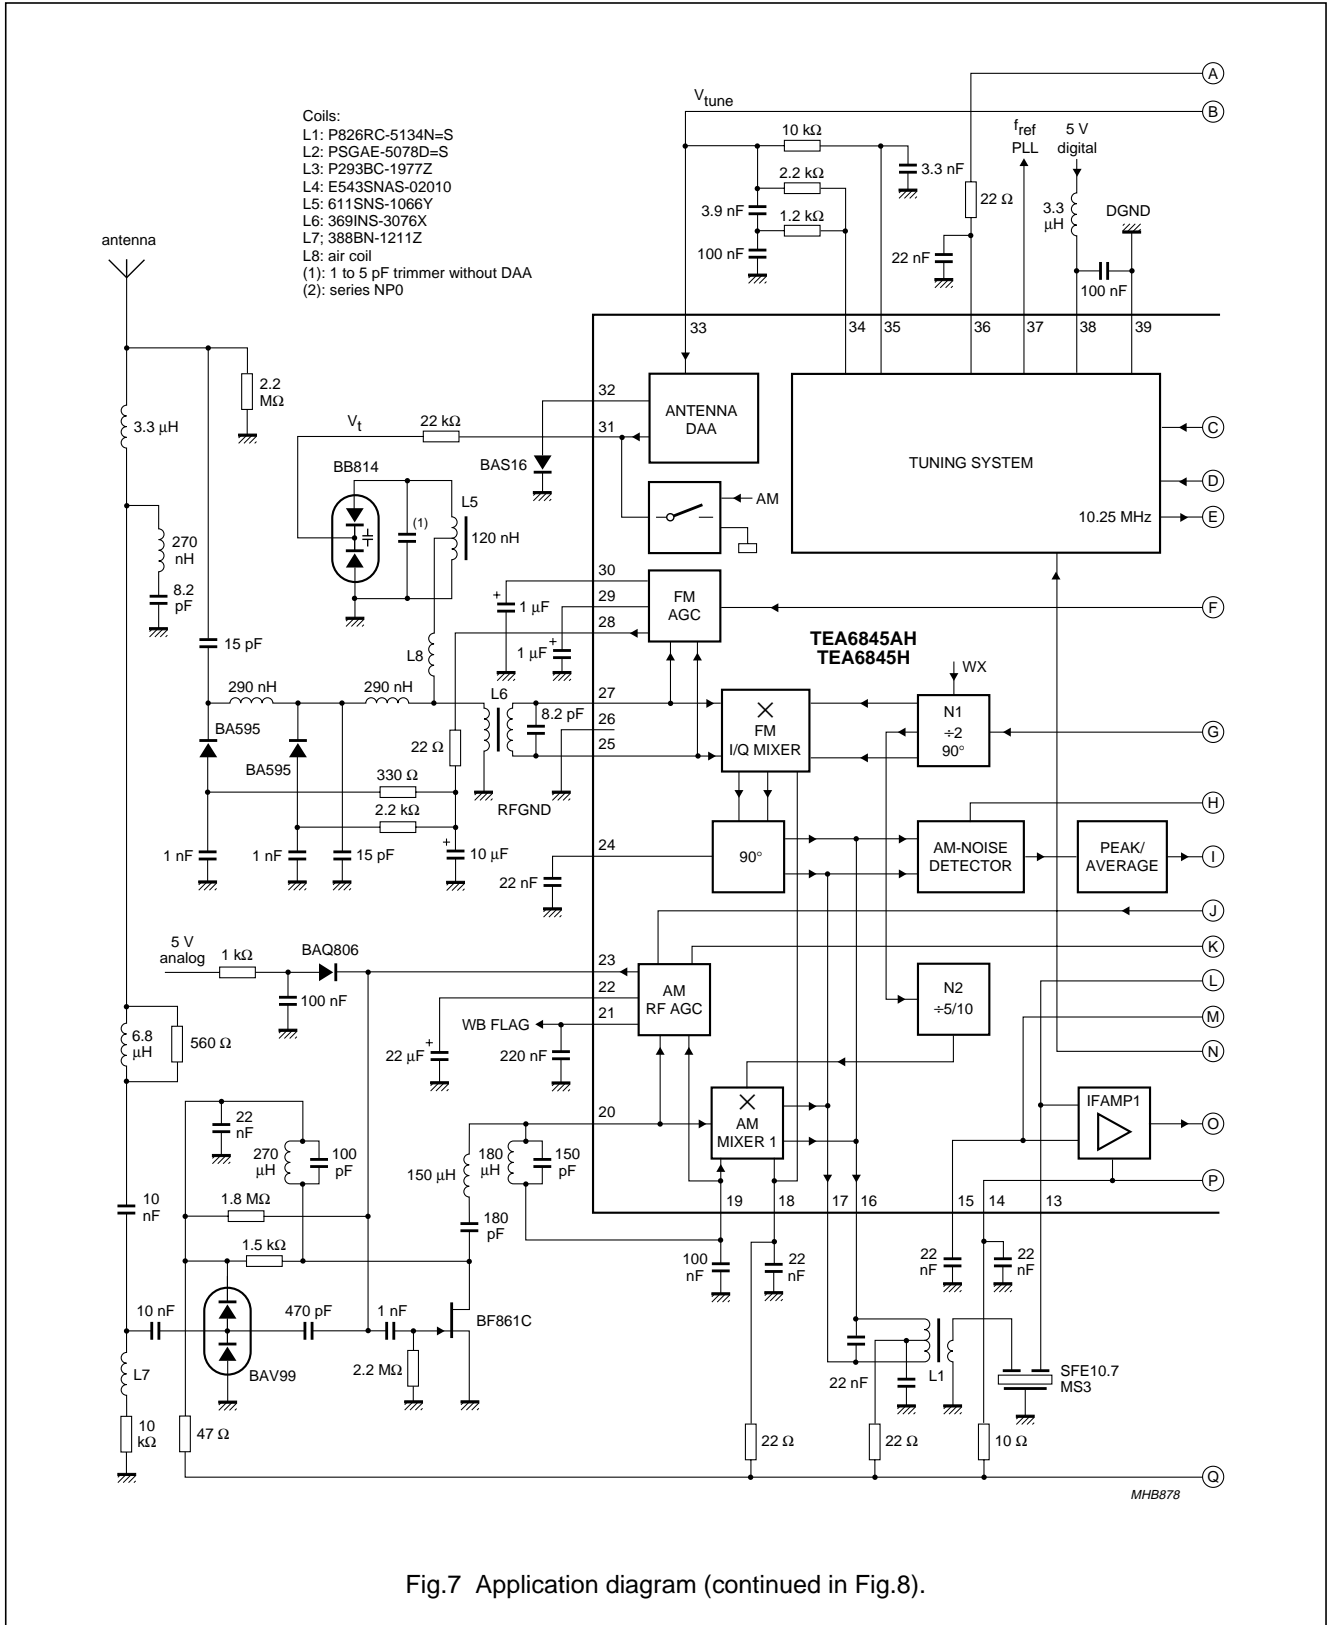 Coils:
L1: P826RC-5134N=S
L2: PSGAE-5078D=S
L3: P293BC-1977Z
L4: E543SNAS-02010
L5: 611SNS-1066Y
L6: 369INS-3076X
L7; 388BN-1211Z
L8: air coil
(1): 1 to 5 pF trimmer without DAA
(2): series NP0
antenna
Vtune
A
B
10 kΩ
3.3 nF
2.2 kΩ
3.9 nF
1.2 kΩ
100 nF
22 Ω
22 nF
fref
PLL
5 V
digital
3.3
μH
DGND
100 nF
33
34
35
36
37
38
39
2.2
MΩ
3.3 μH
Vt
22 kΩ
32
31
ANTENNA
DAA
BAS16
AM
TUNING SYSTEM
10.25 MHz
C
D
E
BB814
(1)
L5
120 nH
270
nH
8.2
pF
15 pF
L8
30
29
28
1 μF
+
1 μF
+
FM
AGC
F
TEA6845AH
TEA6845H
WX
290 nH
290 nH
L6
8.2 pF
27
26
25
FM
I/Q MIXER
N1
÷2
90°
G
BA595
BA595
22 Ω
330 Ω
2.2 kΩ
RFGND
1 nF
1 nF
15 pF
+
10 μF
24
22 nF
90°
AM-NOISE
DETECTOR
PEAK/
AVERAGE
H
I
J
K
5 V
analog
1 kΩ
BAQ806
100 nF
23
22
21
AM
RF AGC
WB FLAG
22 μF
+
220 nF
N2
÷5/10
L
M
N
6.8
μH
560 Ω
22
nF
270
μH
100
pF
1.8 MΩ
1.5 kΩ
150 μH
180
pF
180
μH
150
pF
20
AM
MIXER 1
IFAMP1
O
P
19
18
17
16
15
14
13
100
nF
22
nF
22
nF
22
nF
10
nF
10 nF
470 pF
1 nF
BF861C
BAV99
2.2 MΩ
L7
10
kΩ
47 Ω
22 nF
L1
SFE10.7
MS3
22 Ω
22 Ω
10 Ω
Q
MHB878
Fig.7 Application diagram (continued in Fig.8).